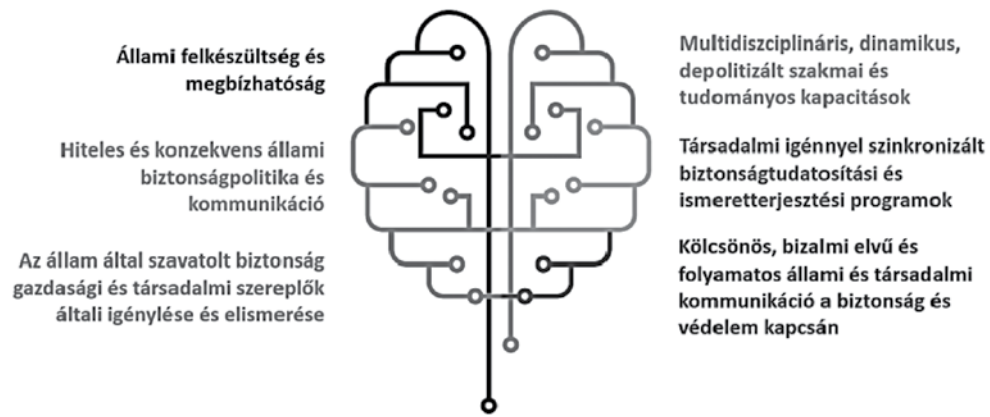 Állami felkészültség és
megbízhatóság
Hiteles és konzekvens állami
biztonságpolitika és
kommunikáció
Az állam által szavatolt biztonság
gazdasági és társadalmi szereplők
általi igénylése és elismerése
Multidiszciplináris, dinamikus,
depolitizált szakmai és
tudományos kapacitások
Társadalmi igénnyel szinkronizált
biztonságtudatosítási és
ismeretterjesztési programok
Kölcsönös, bizalmi elvű és
folyamatos állami és társadalmi
kommunikáció a biztonság és
védelem kapcsán